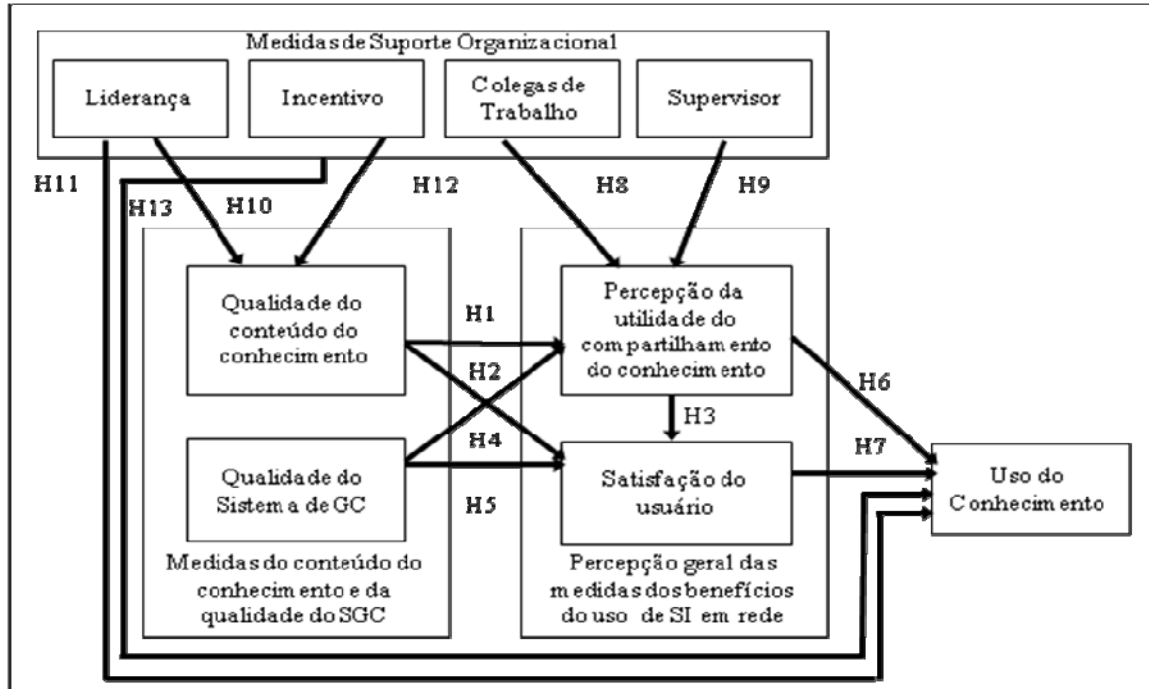 Medidas de Suporte Organizacional
Liderança
Incentivo
Colegas de
Trabalho
Supervisor
H11
H13
H10
H12
H8
H9
Qualidade do
conteúdo do
conhecimento
H1
H2
H4
H5
Percepção da
utilidade do
compartilhamento
do conhecimento
H6
H3
H7
Qualidade do
Sistema de GC
Satisfação do
usuário
Uso do
Conhecimento
Medidas do conteúdo do
conhecimento e da
qualidade do SGC
Percepção geral das
medidas dos benefícios
do uso de SI em rede